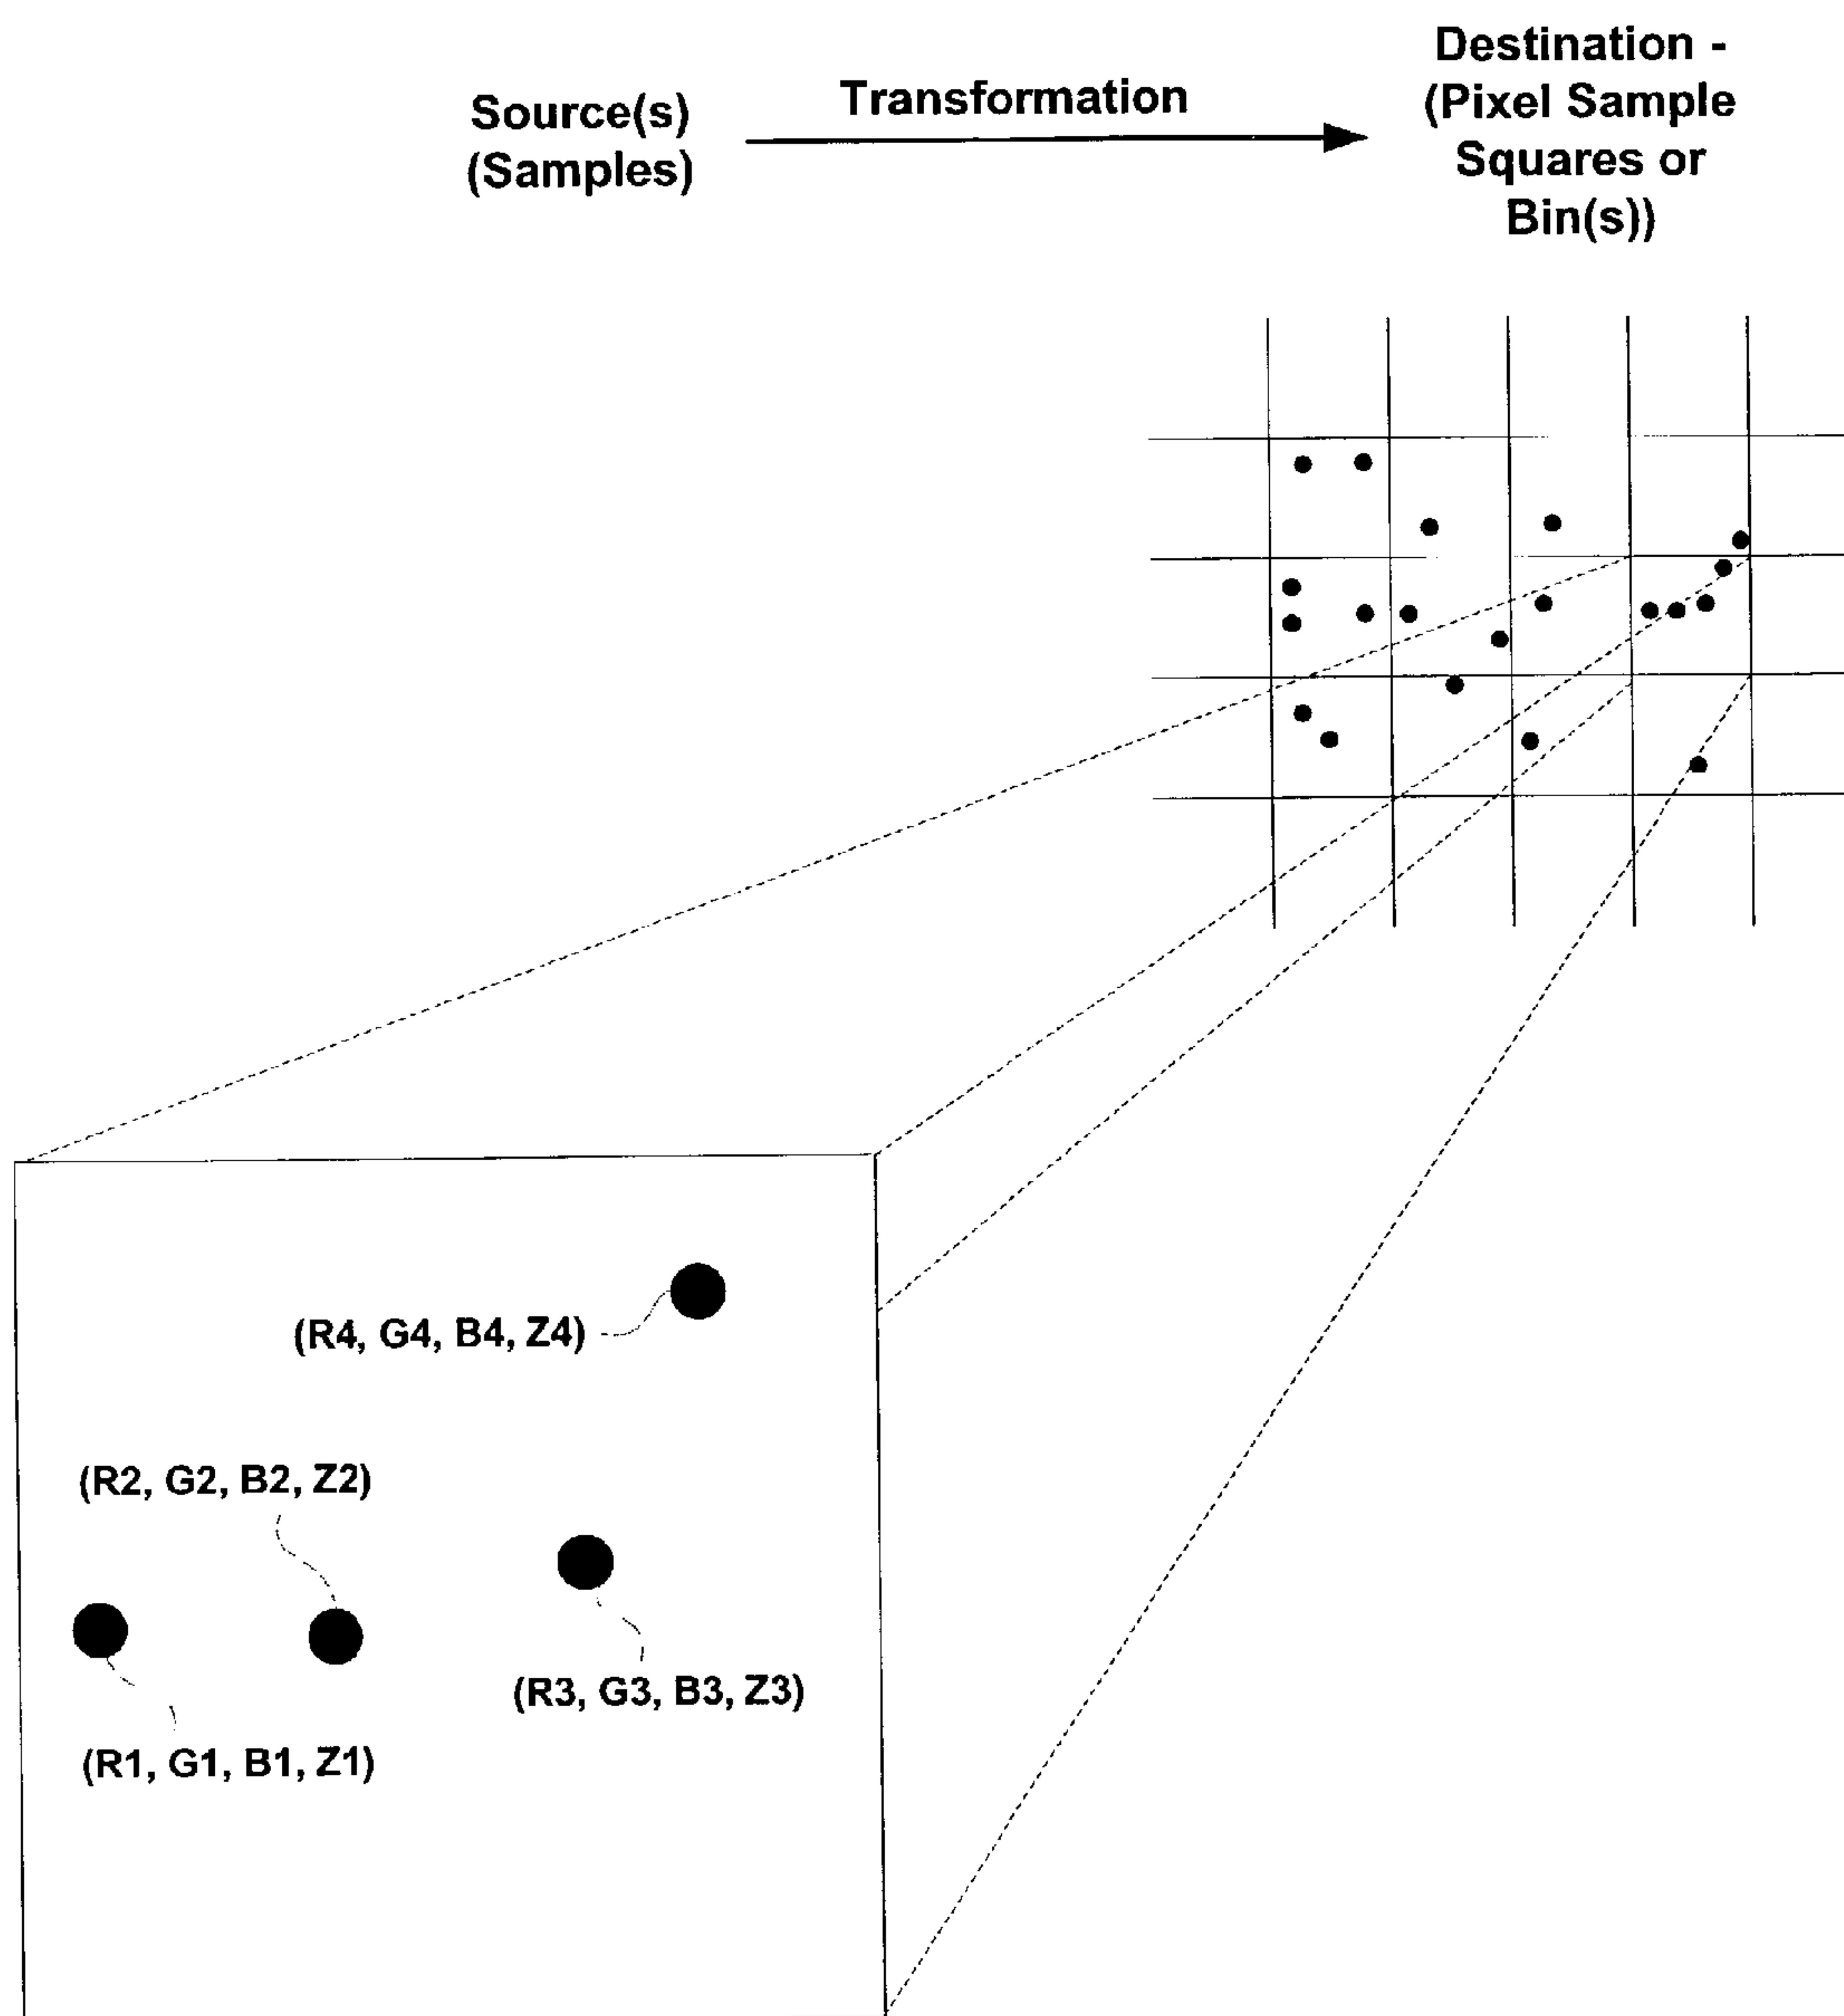 Source(s)
(Samples)
Transformation
Destination -
(Pixel Sample
Squares or
Bin(s))
(R4, G4, B4, Z4)
(R2, G2, B2, Z2)
(R3, G3, B3, Z3)
(R1, G1, B1, Z1)